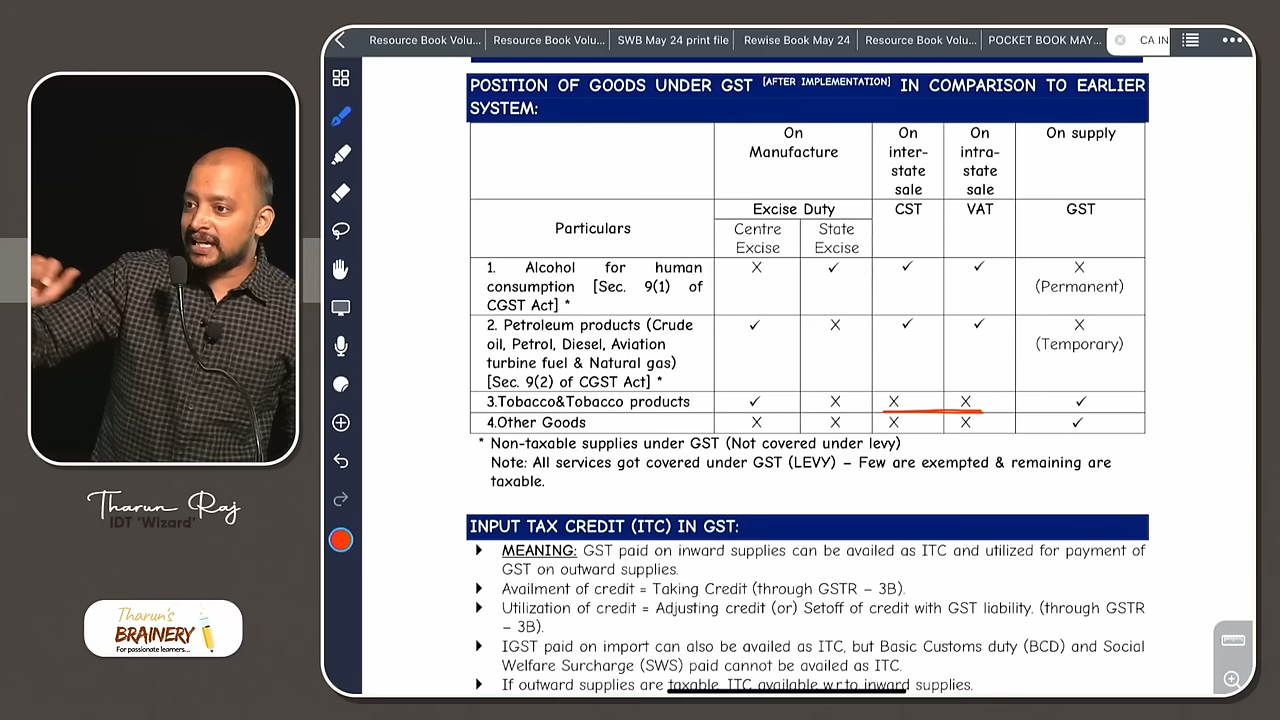 Resource Book Volu...
Resource Book Volu...
SWB May 24 print file
Rewise Book May 24
Resource Book Volu...
POCKET BOOK MAY...
CA IN
POSITION OF GOODS UNDER GST [AFTER IMPLEMENTATION] IN COMPARISON TO EARLIER
SYSTEM:
On
Manufacture
On
inter-
state
sale
On
intra-
state
sale
On supply
Particulars
Excise Duty
CST
VAT
GST
Centre
Excise
State
Excise
1. Alcohol for human
consumption [Sec. 9(1) of
CGST Act] *
X
✓
✓
✓
X
(Permanent)
2. Petroleum products (Crude
oil, Petrol, Diesel, Aviation
turbine fuel & Natural gas)
[Sec. 9(2) of CGST Act] *
✓
X
✓
✓
X
(Temporary)
3.Tobacco&Tobacco products
✓
X
X
X
✓
4.Other Goods
X
X
X
X
✓
* Non-taxable supplies under GST (Not covered under levy)
Note: All services got covered under GST (LEVY) – Few are exempted & remaining are
taxable.
INPUT TAX CREDIT (ITC) IN GST:
MEANING: GST paid on inward supplies can be availed as ITC and utilized for payment of
GST on outward supplies.
Availment of credit = Taking Credit (through GSTR – 3B).
Utilization of credit = Adjusting credit (or) Setoff of credit with GST liability. (through GSTR
– 3B).
IGST paid on import can also be availed as ITC, but Basic Customs duty (BCD) and Social
Welfare Surcharge (SWS) paid cannot be availed as ITC.
If outward supplies are taxable, ITC available w.r.to inward supplies.
Tharun Raj
IDT 'Wizard'
Tharun's
BRAINERY
For passionate learners...